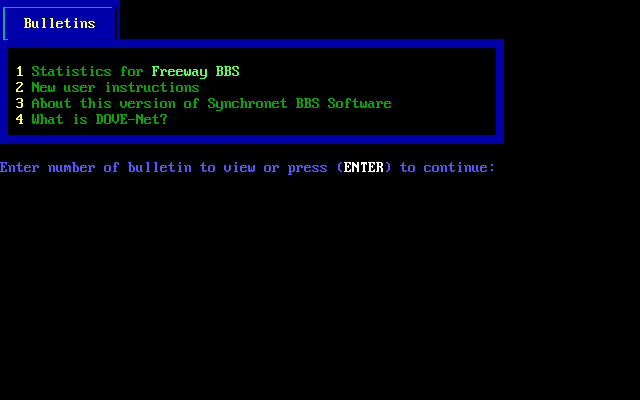 Bulletins
1 Statistics for Freeway BBS
2 New user instructions
3 About this version of Synchronet BBS Software
4 What is DOVE-Net?
Enter number of bulletin to view or press (ENTER) to continue: